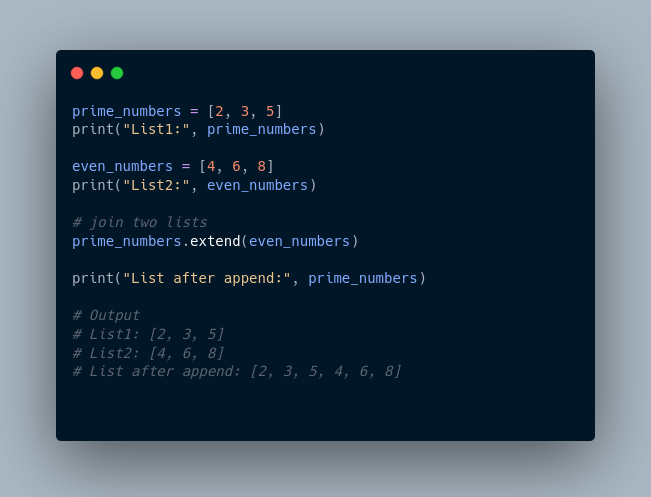 prime_numbers = [2, 3, 5]
print("List1:", prime_numbers)
even_numbers = [4, 6, 8]
print("List2:", even_numbers)
# join two lists
prime_numbers.extend(even_numbers)
print("List after append:", prime_numbers)
# Output
# List1: [2, 3, 5]
# List2: [4, 6, 8]
# List after append: [2, 3, 5, 4, 6, 8]